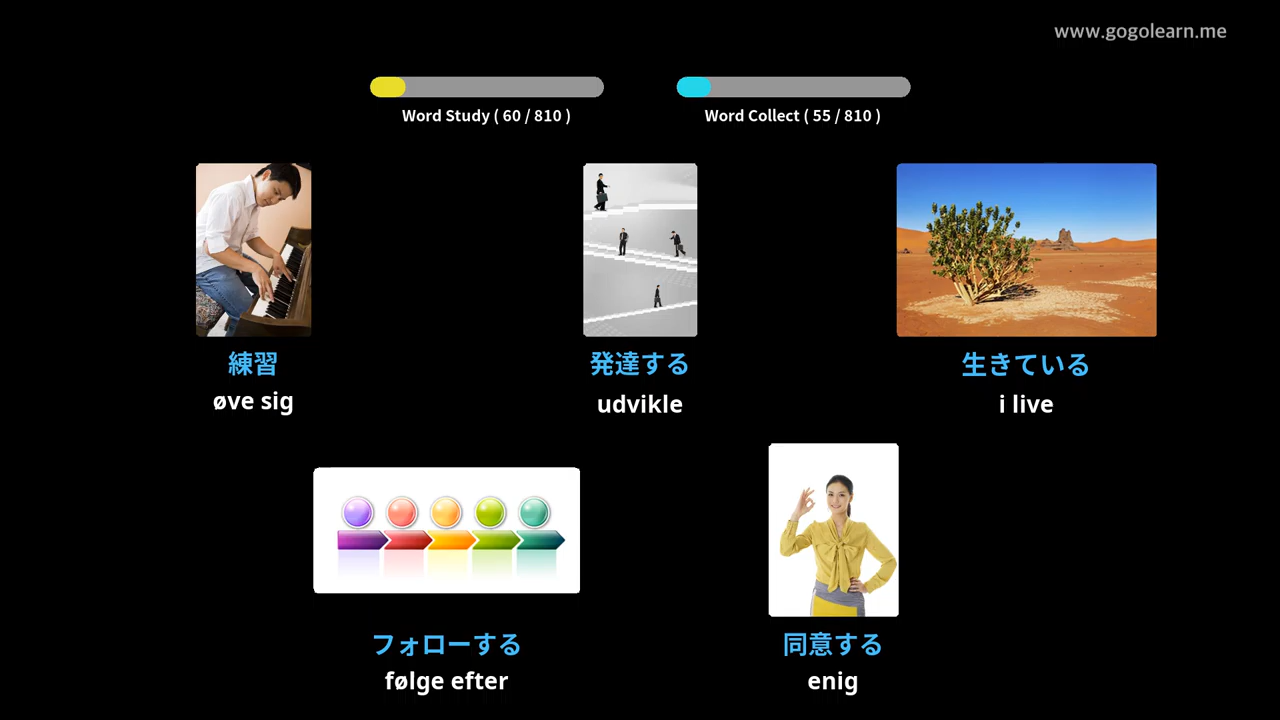 www.gogolearn.me
Word Study ( 60 / 810 )
Word Collect ( 55 / 810 )
練習
øve sig
発達する
udvikle
生きている
i live
フォローする
følge efter
同意する
enig